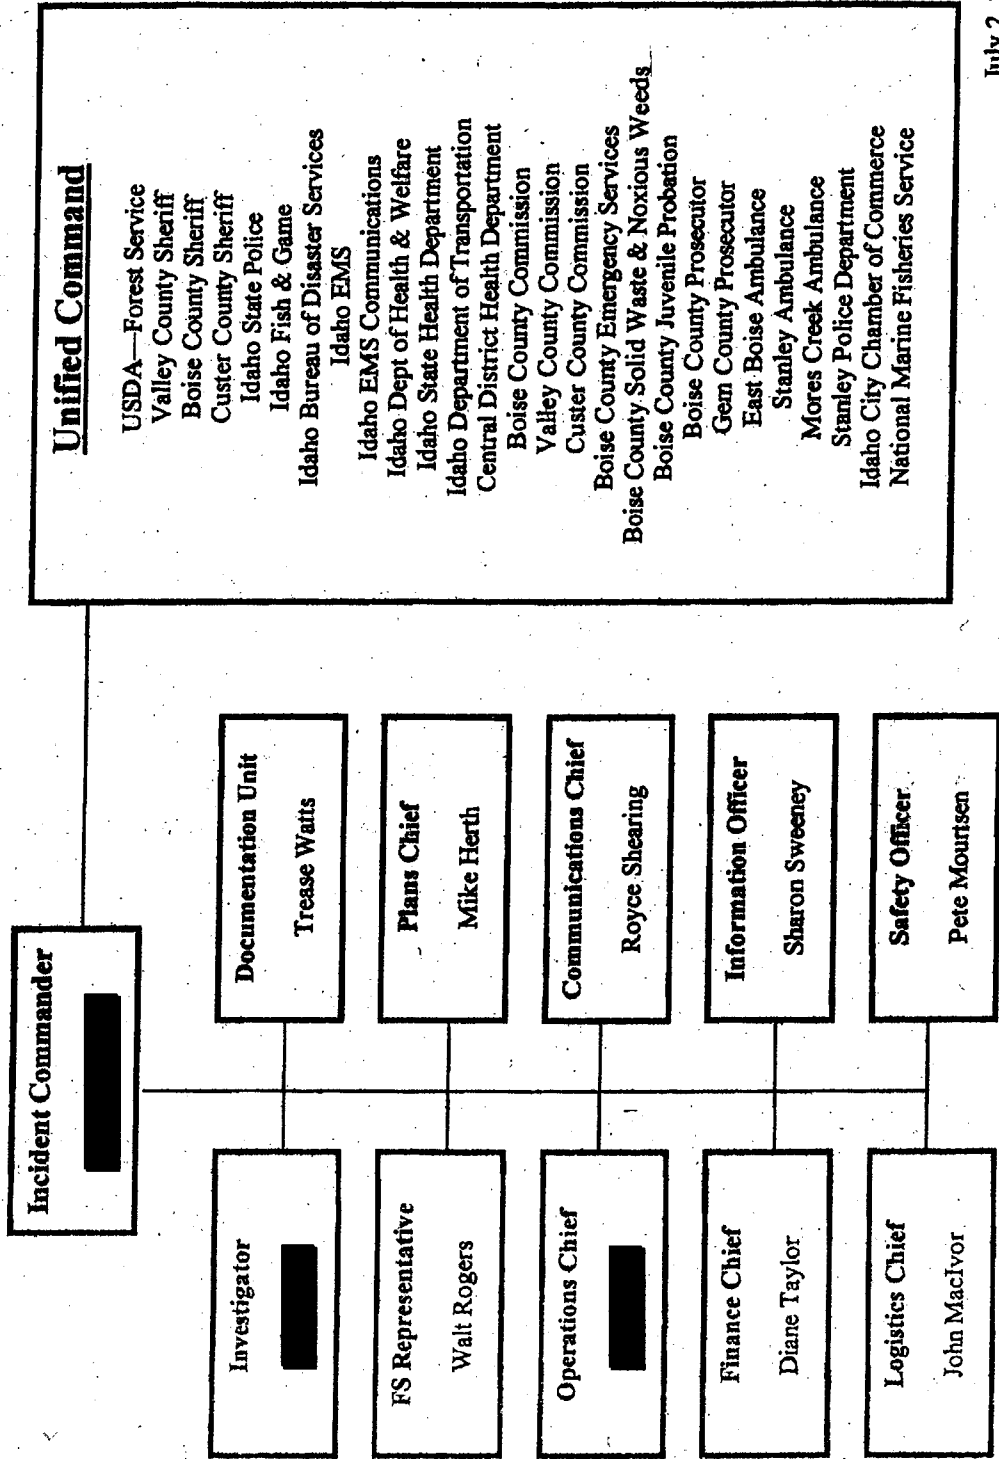 Incident Commander
Unified Command
USDA—Forest Service
Valley County Sheriff
Boise County Sheriff
Custer County Sheriff
Idaho State Police
Idaho Fish & Game
Idaho Bureau of Disaster Services
Idaho EMS
Idaho EMS Communications
Idaho Dept of Health & Welfare
Idaho State Health Department
Idaho Department of Transportation
Central District Health Department
Boise County Commission
Valley County Commission
Custer County Commission
Boise County Emergency Services
Boise County Solid Waste & Noxious Weeds
Boise County Juvenile Probation
Boise County Prosecutor
Gem County Prosecutor
East Boise Ambulance
Stanley Ambulance
Mores Creek Ambulance
Stanley Police Department
Idaho City Chamber of Commerce
National Marine Fisheries Service
Investigator
Documentation Unit
Trease Watts
FS Representative
Walt Rogers
Plans Chief
Mike Herth
Operations Chief
Communications Chief
Royce Shearing
Finance Chief
Diane Taylor
Information Officer
Sharon Sweeney
Logistics Chief
John MacIvor
Safety Officer
Pete Mourtsen
July 2